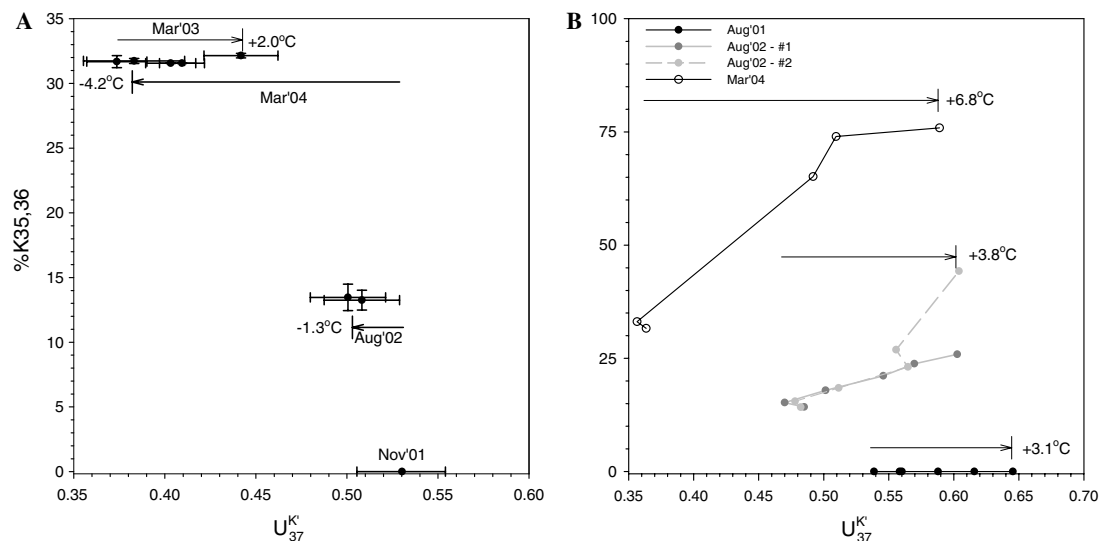 A
35
30
25
20
15
10
5
0
%K35,36
Mar'03
+2.0°C
-4.2°C
Mar'04
-1.3°C
Aug'02
Nov'01
0.35 0.40 0.45 0.50 0.55 0.60
U37K'
B
100
75
50
25
0
Aug'01
Aug'02 - #1
Aug'02 - #2
Mar'04
+6.8°C
+3.8°C
+3.1°C
0.35 0.40 0.45 0.50 0.55 0.60 0.65 0.70
U37K'